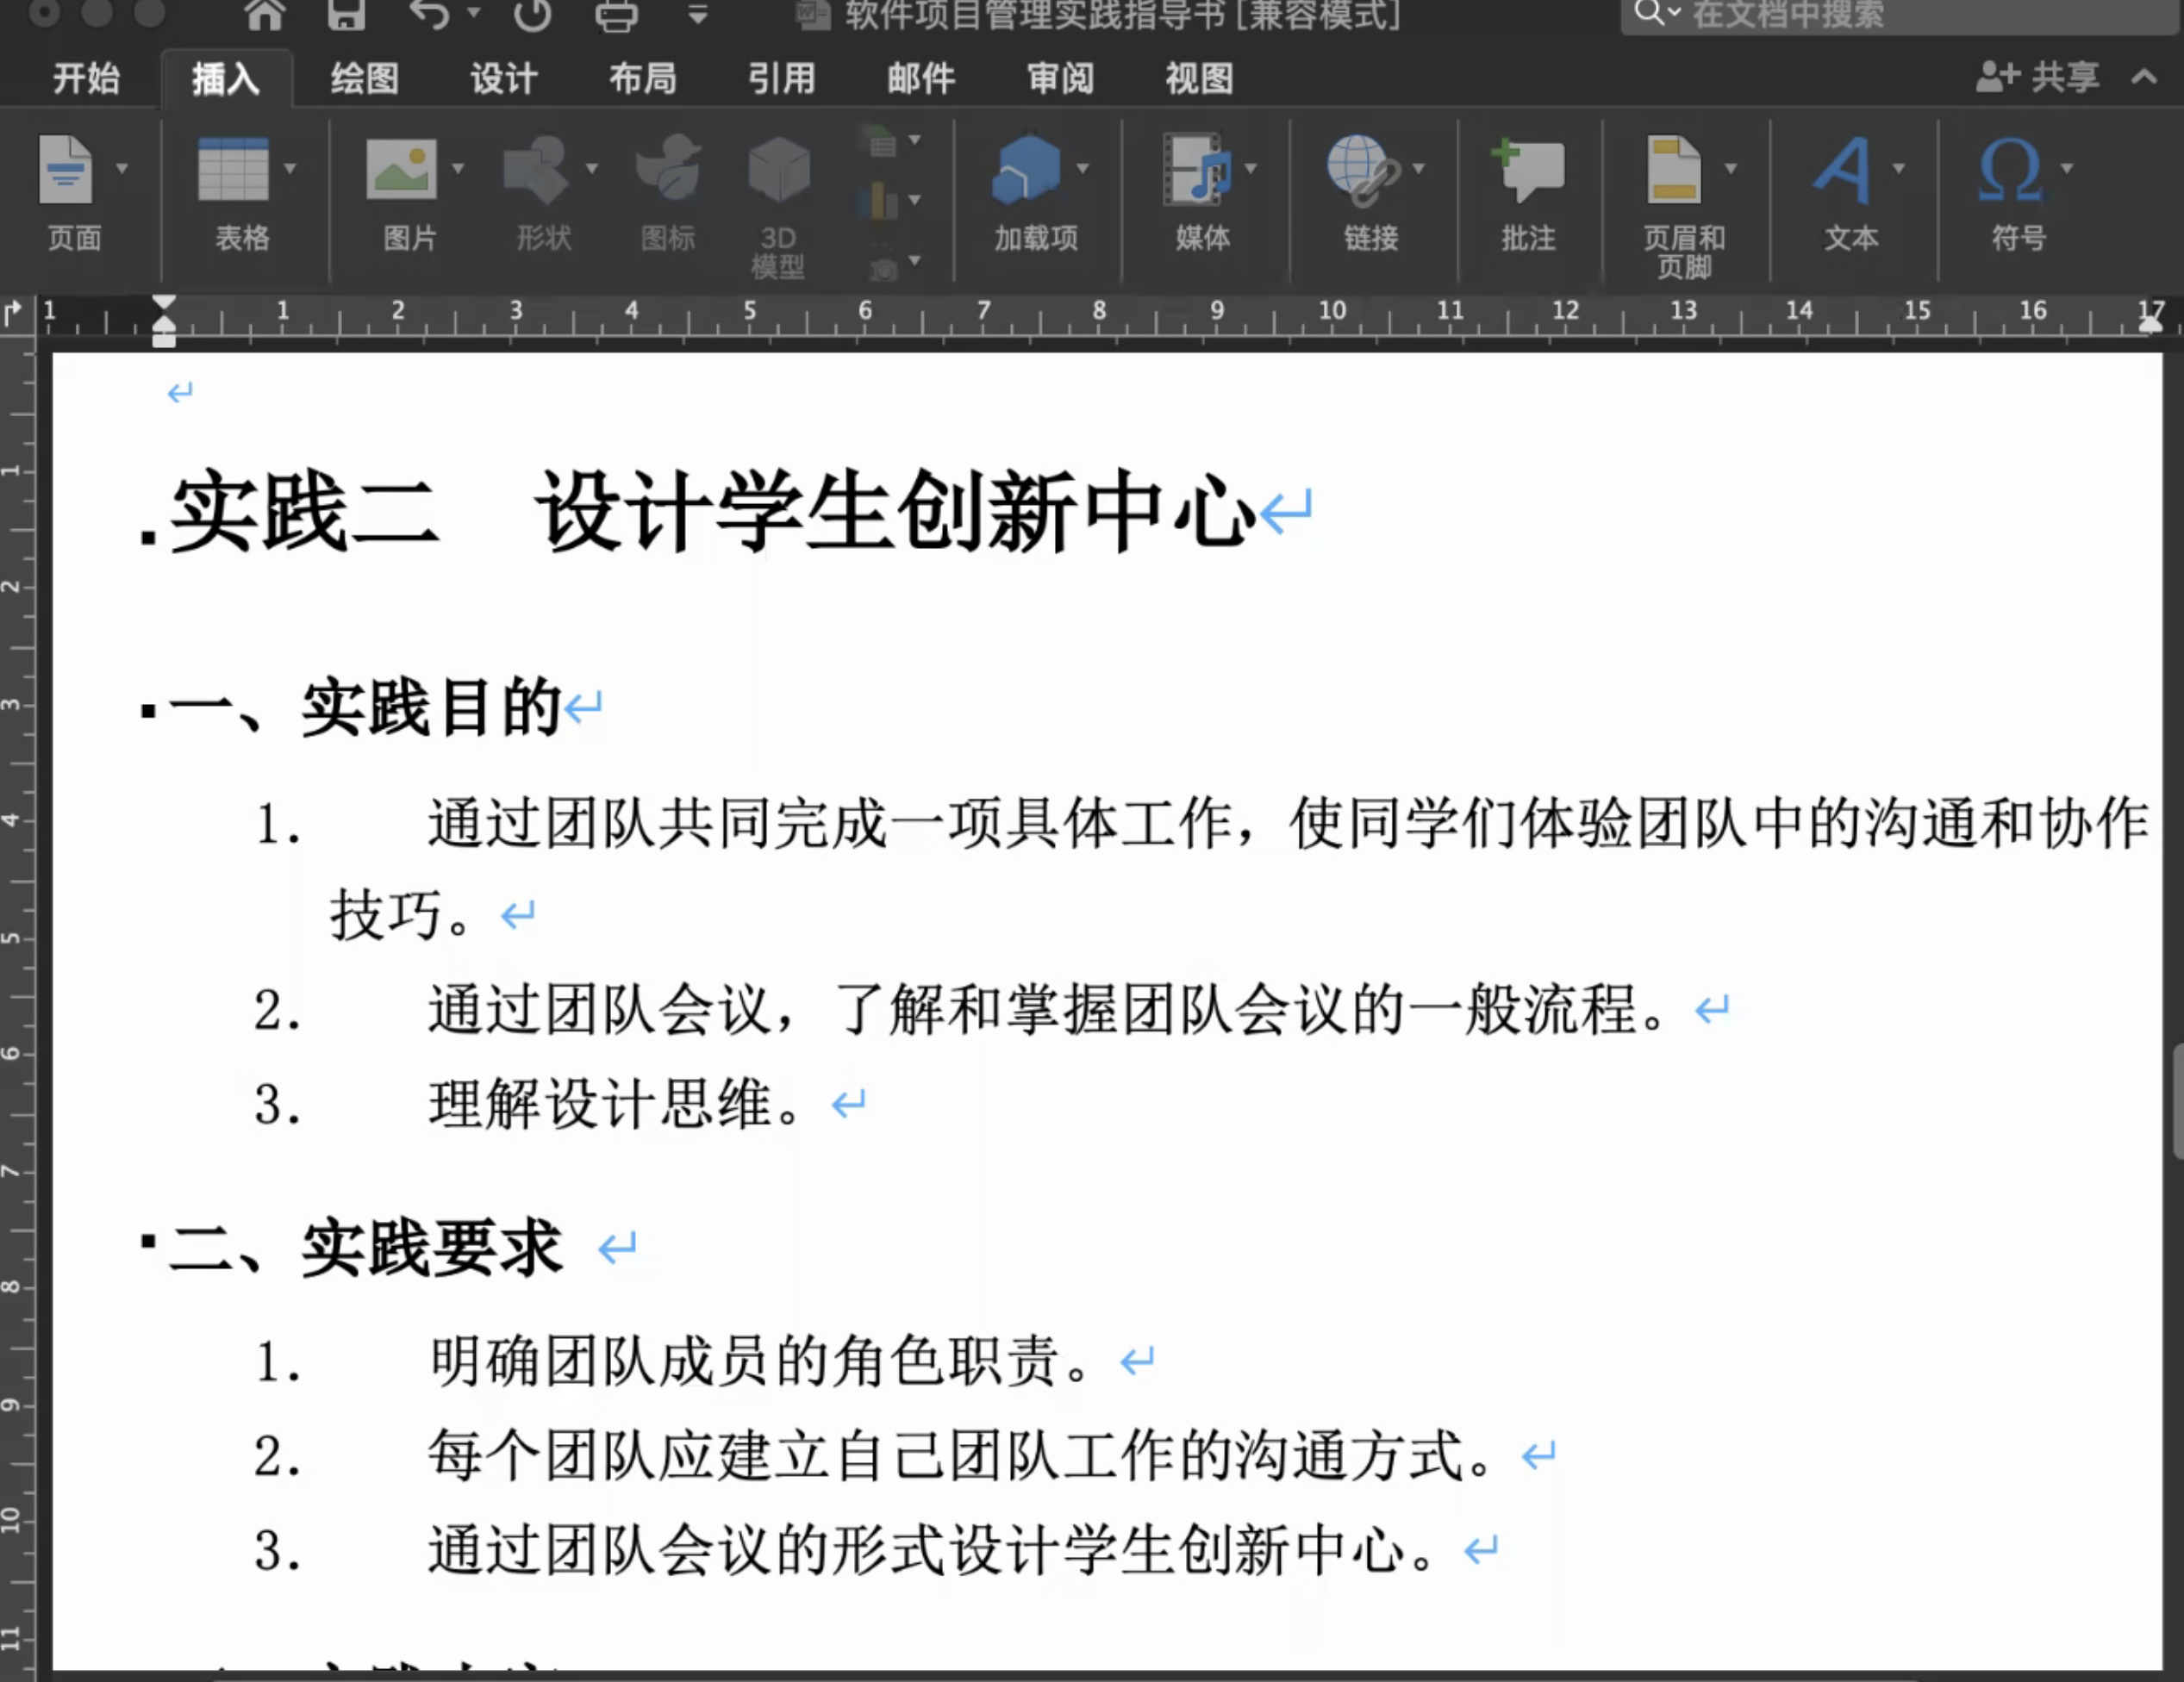 软件项目管理实践指导书 [兼容模式]
在文档中搜索
开始 插入 绘图 设计 布局 引用 邮件 审阅 视图 共享
页面 表格 图片 形状 图标 3D 模型 加载项 媒体 链接 批注 页眉和页脚 文本 符号
1 1 2 3 4 5 6 7 8 9 10 11 12 13 14 15 16 17
实践二 设计学生创新中心
一、实践目的
1. 通过团队共同完成一项具体工作，使同学们体验团队中的沟通和协作
技巧。
2. 通过团队会议，了解和掌握团队会议的一般流程。
3. 理解设计思维。
二、实践要求
1. 明确团队成员的角色职责。
2. 每个团队应建立自己团队工作的沟通方式。
3. 通过团队会议的形式设计学生创新中心。
1
2
3
4
5
6
7
8
9
10
11